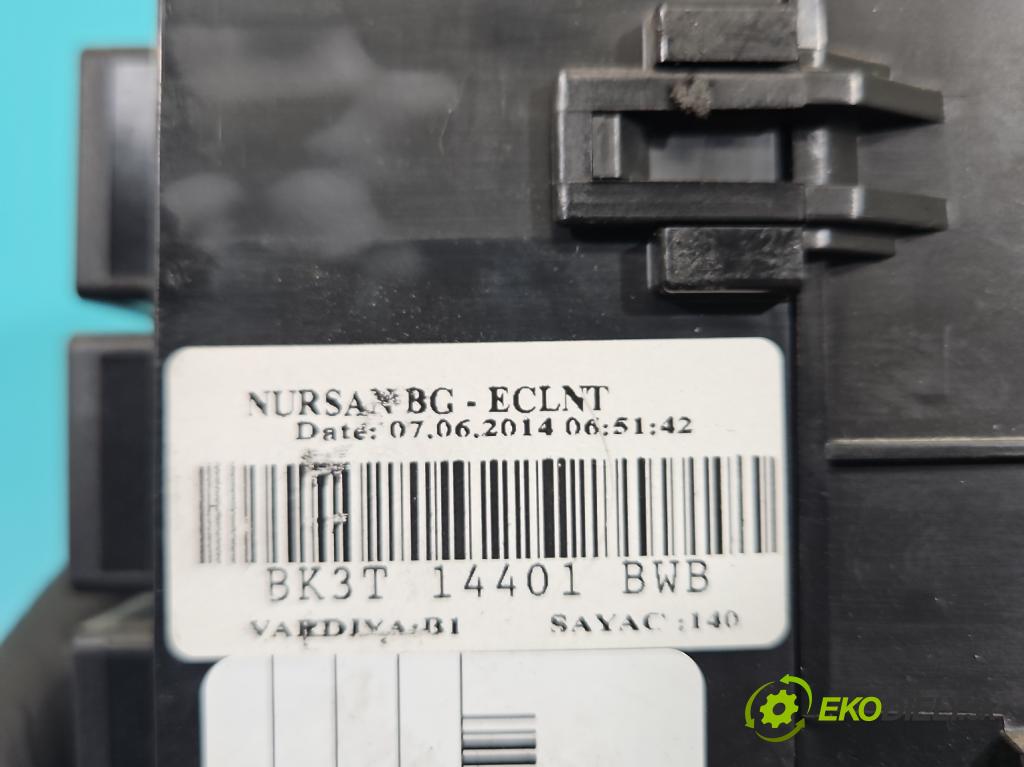 NURSAN BG - ECLNT
Date: 07.06.2014 06:51:42
BK3T 14401 BWB
VARDIYA:B1 SAYAC :140
EKO